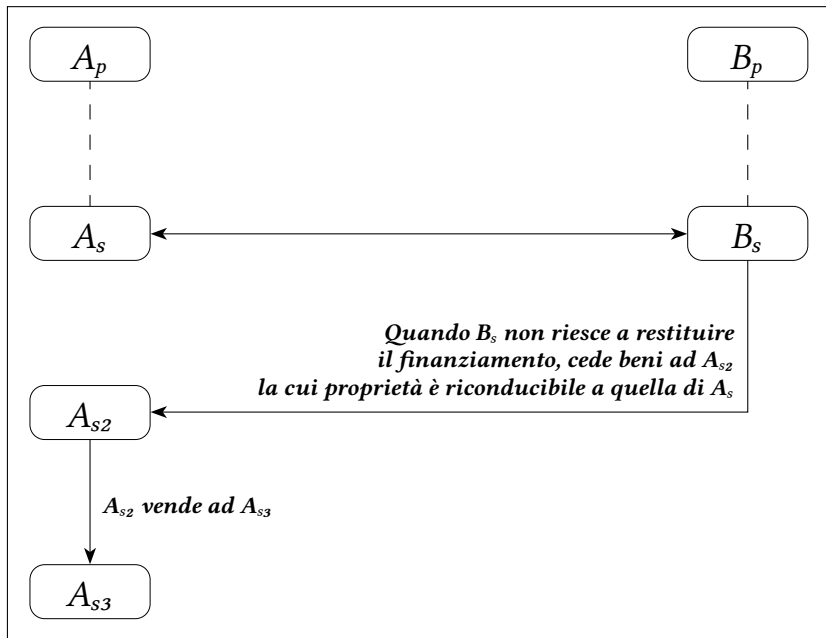 A_p B_p
A_s B_s
Quando B_s non riesce a restituire
il finanziamento, cede beni ad A_s2
la cui proprietà è riconducibile a quella di A_s
A_s2
A_s2 vende ad A_s3
A_s3